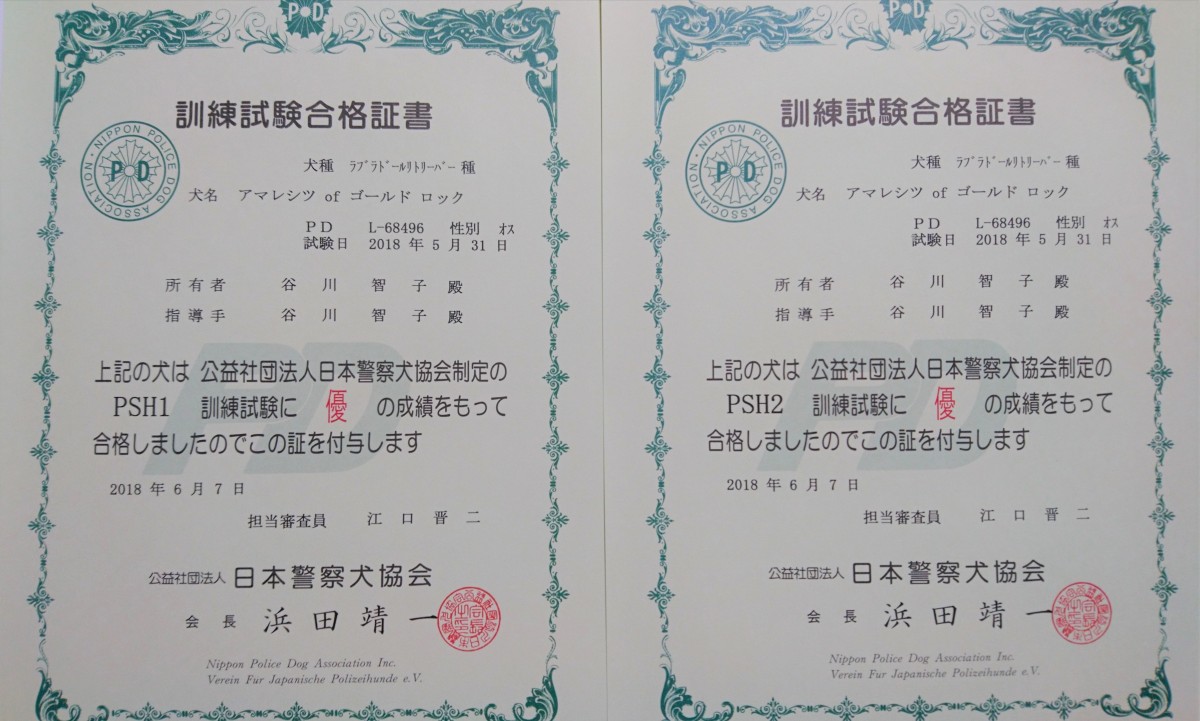 PD
訓練試験合格証書
NIPPON POLICE DOG ASSOCIATION
PD
犬種 ﾗﾌﾞﾗﾄﾞｰﾙﾘﾄﾘｰﾊﾞｰ 種
犬名 アマレシツ of ゴールド ロック
PD L-68496 性別 ｵｽ
試験日 2018 年 5 月 31 日
所有者 谷 川 智 子 殿
指導手 谷 川 智 子 殿
上記の犬は 公益社団法人日本警察犬協会制定の
PSH1 訓練試験に 優 の成績をもって
合格しましたのでこの証を付与します
2018 年 6 月 7 日
担当審査員 江 口 晋 二
公益社団法人 日本警察犬協会
会 長 浜 田 靖 一
Nippon Police Dog Association Inc.
Verein Fur Japanische Polizeihunde e.V.
PD
訓練試験合格証書
NIPPON POLICE DOG ASSOCIATION
PD
犬種 ﾗﾌﾞﾗﾄﾞｰﾙﾘﾄﾘｰﾊﾞｰ 種
犬名 アマレシツ of ゴールド ロック
PD L-68496 性別 ｵｽ
試験日 2018 年 5 月 31 日
所有者 谷 川 智 子 殿
指導手 谷 川 智 子 殿
上記の犬は 公益社団法人日本警察犬協会制定の
PSH2 訓練試験に 優 の成績をもって
合格しましたのでこの証を付与します
2018 年 6 月 7 日
担当審査員 江 口 晋 二
公益社団法人 日本警察犬協会
会 長 浜 田 靖 一
Nippon Police Dog Association Inc.
Verein Fur Japanische Polizeihunde e.V.